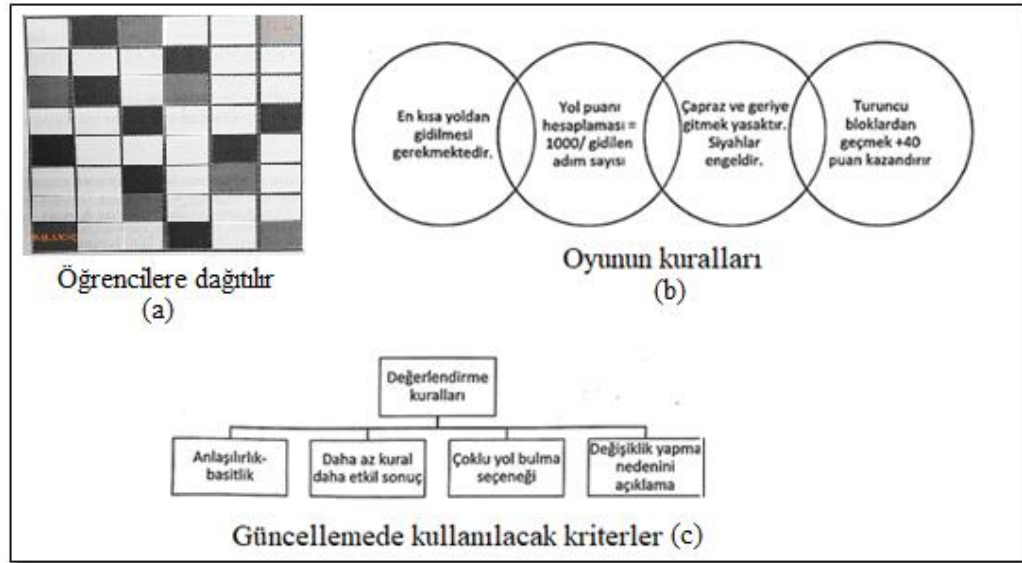 Öğrencilere dağıtılır
(a)
En kısa yoldan
gidilmesi
gerekmektedir.
Yol puanı
hesaplaması =
1000/ gidilen
adım sayısı
Çapraz ve geriye
gitmek yasaktır.
Siyahlar
engeldir.
Turuncu
bloklardan
geçmek +40
puan kazandırır
Oyunun kuralları
(b)
Değerlendirme
kuralları
Anlaşılırlık-
basitlik
Daha az kural
daha etkil sonuç
Çoklu yol bulma
seçeneği
Değişiklik yapma
nedenini
açıklama
Güncellemede kullanılacak kriterler (c)